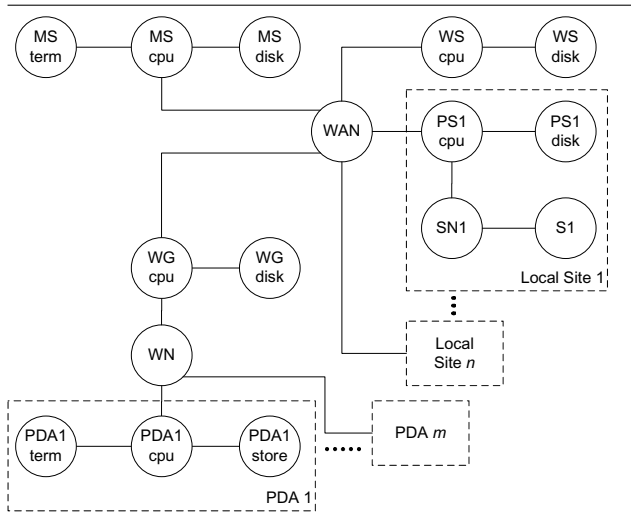 MS
term
MS
cpu
MS
disk
WS
cpu
WS
disk
WAN
PS1
cpu
PS1
disk
SN1
S1
Local Site 1
WG
cpu
WG
disk
Local
Site n
WN
PDA1
term
PDA1
cpu
PDA1
store
PDA 1
PDA m